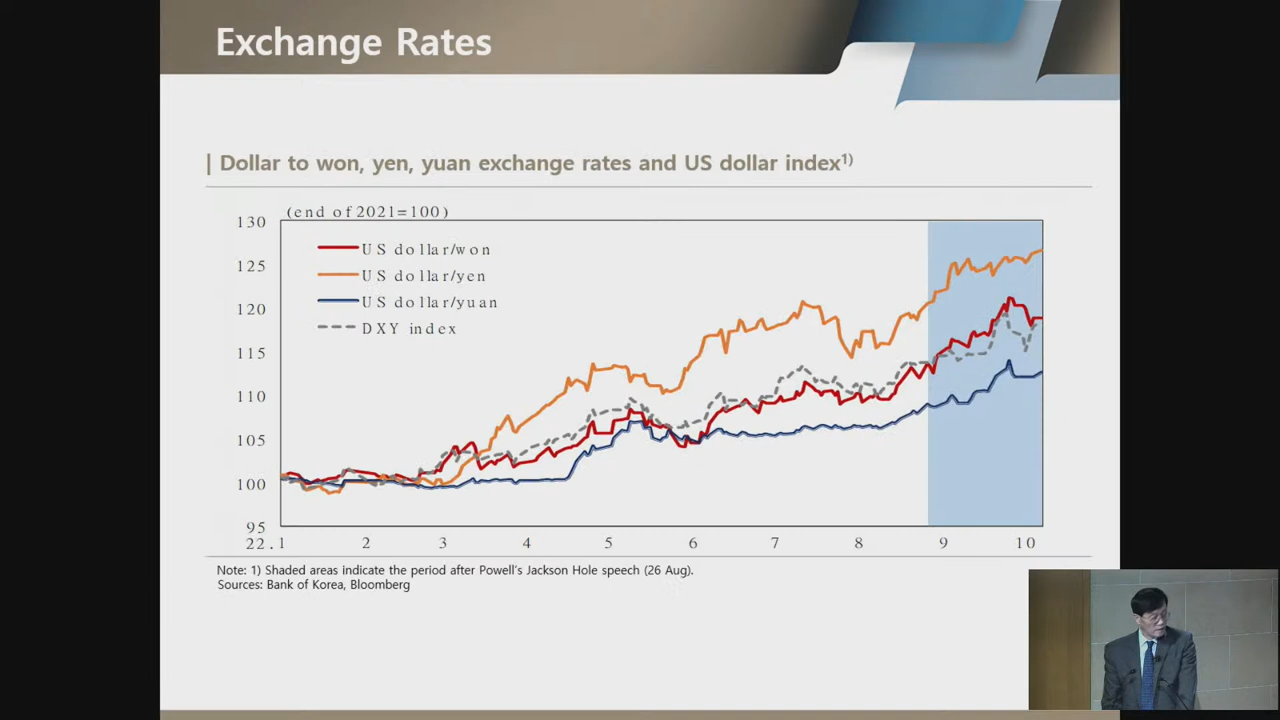 Exchange Rates
| Dollar to won, yen, yuan exchange rates and US dollar index1)
(end of 2021=100)
130
125
120
115
110
105
100
95
US dollar/won
US dollar/yen
US dollar/yuan
DXY index
22.1 2 3 4 5 6 7 8 9 10
Note: 1) Shaded areas indicate the period after Powell's Jackson Hole speech (26 Aug).
Sources: Bank of Korea, Bloomberg